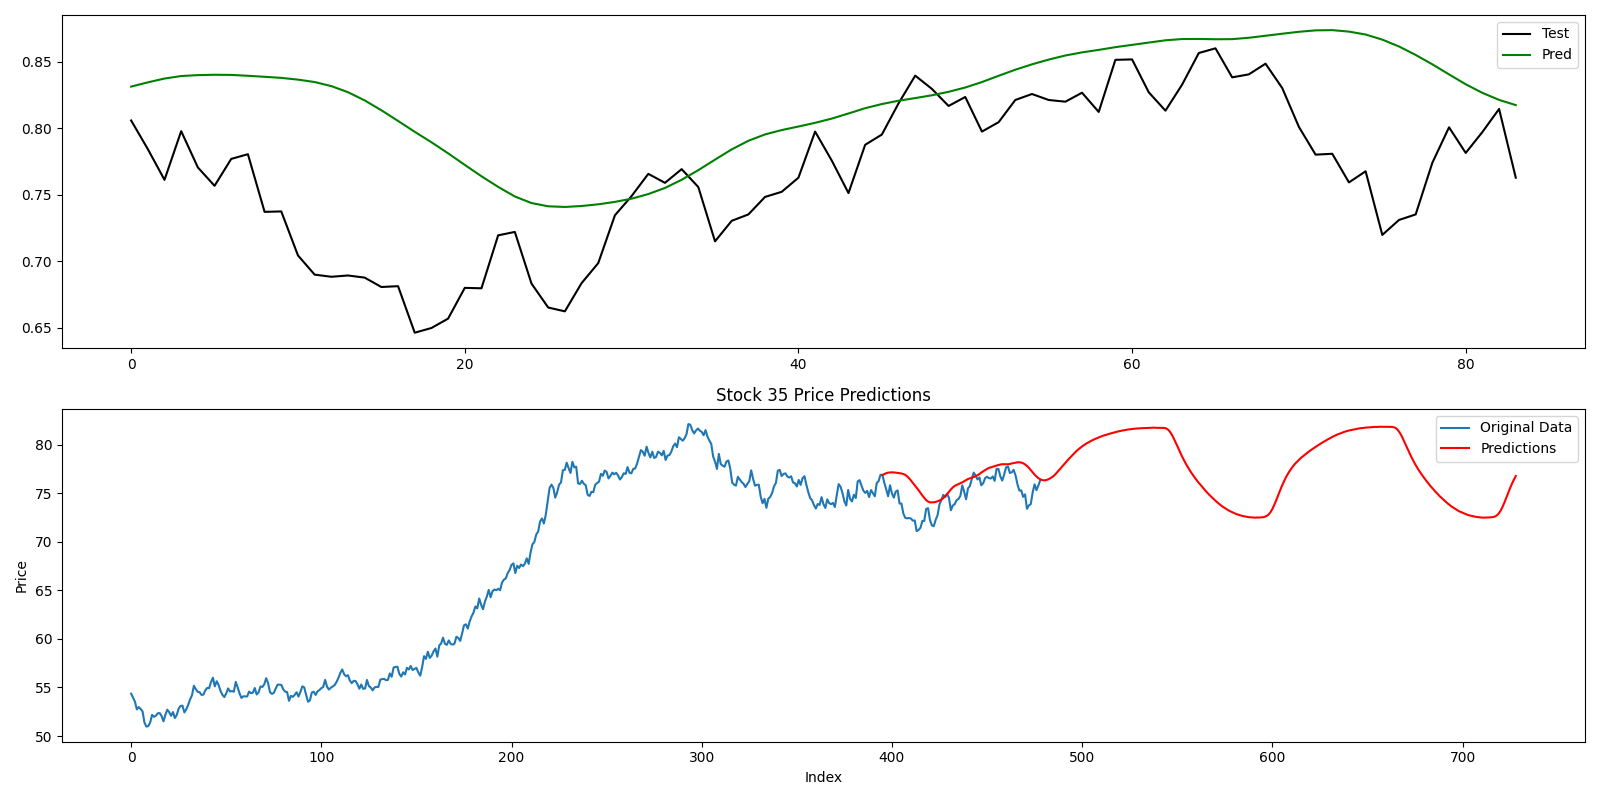 Test
Pred
0.85
0.80
0.75
0.70
0.65
0 20 40 60 80
Stock 35 Price Predictions
Original Data
Predictions
Price
80
75
70
65
60
55
50
0 100 200 300 400 500 600 700
Index